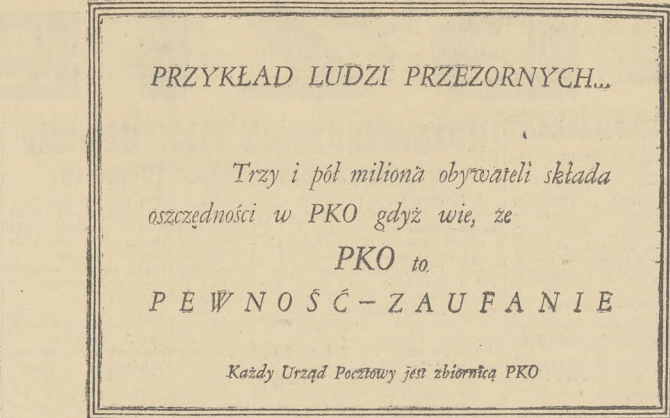 PRZYKŁAD LUDZI PRZEZORNYCH...
Trzy i pół miliona obywateli składa
oszczędności w PKO gdyż wie, że
PKO to
PEWNOŚĆ – ZAUFANIE
Każdy Urząd Pocztowy jest zbiornicą PKO